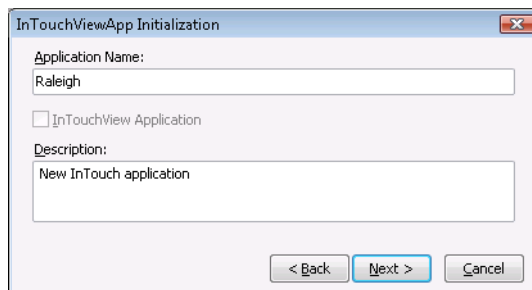 InTouchViewApp Initialization
Application Name:
Raleigh
InTouchView Application
Description:
New InTouch application
< Back Next > Cancel